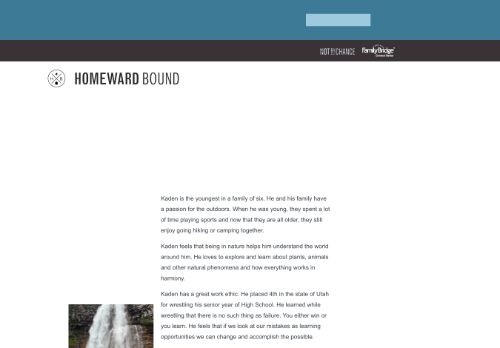 NOT BY CHANCE FamilyBridge
HOMEWARD BOUND
Kaden is the youngest in a family of six. He and his family have
a passion for the outdoors. When he was young, they spent a lot
of time playing sports and now that they are all older, they still
enjoy going hiking or camping together.
Kaden feels that being in nature helps him understand the world
around him. He loves to explore and learn about plants, animals
and other natural phenomena and how everything works in
harmony.
Kaden has a great work ethic. He placed 4th in the state of Utah
for wrestling his senior year of High School. He learned while
wrestling that there is no such thing as failure. You either win or
you learn. He feels that if we look at our mistakes as learning
opportunities we can change and accomplish the possible